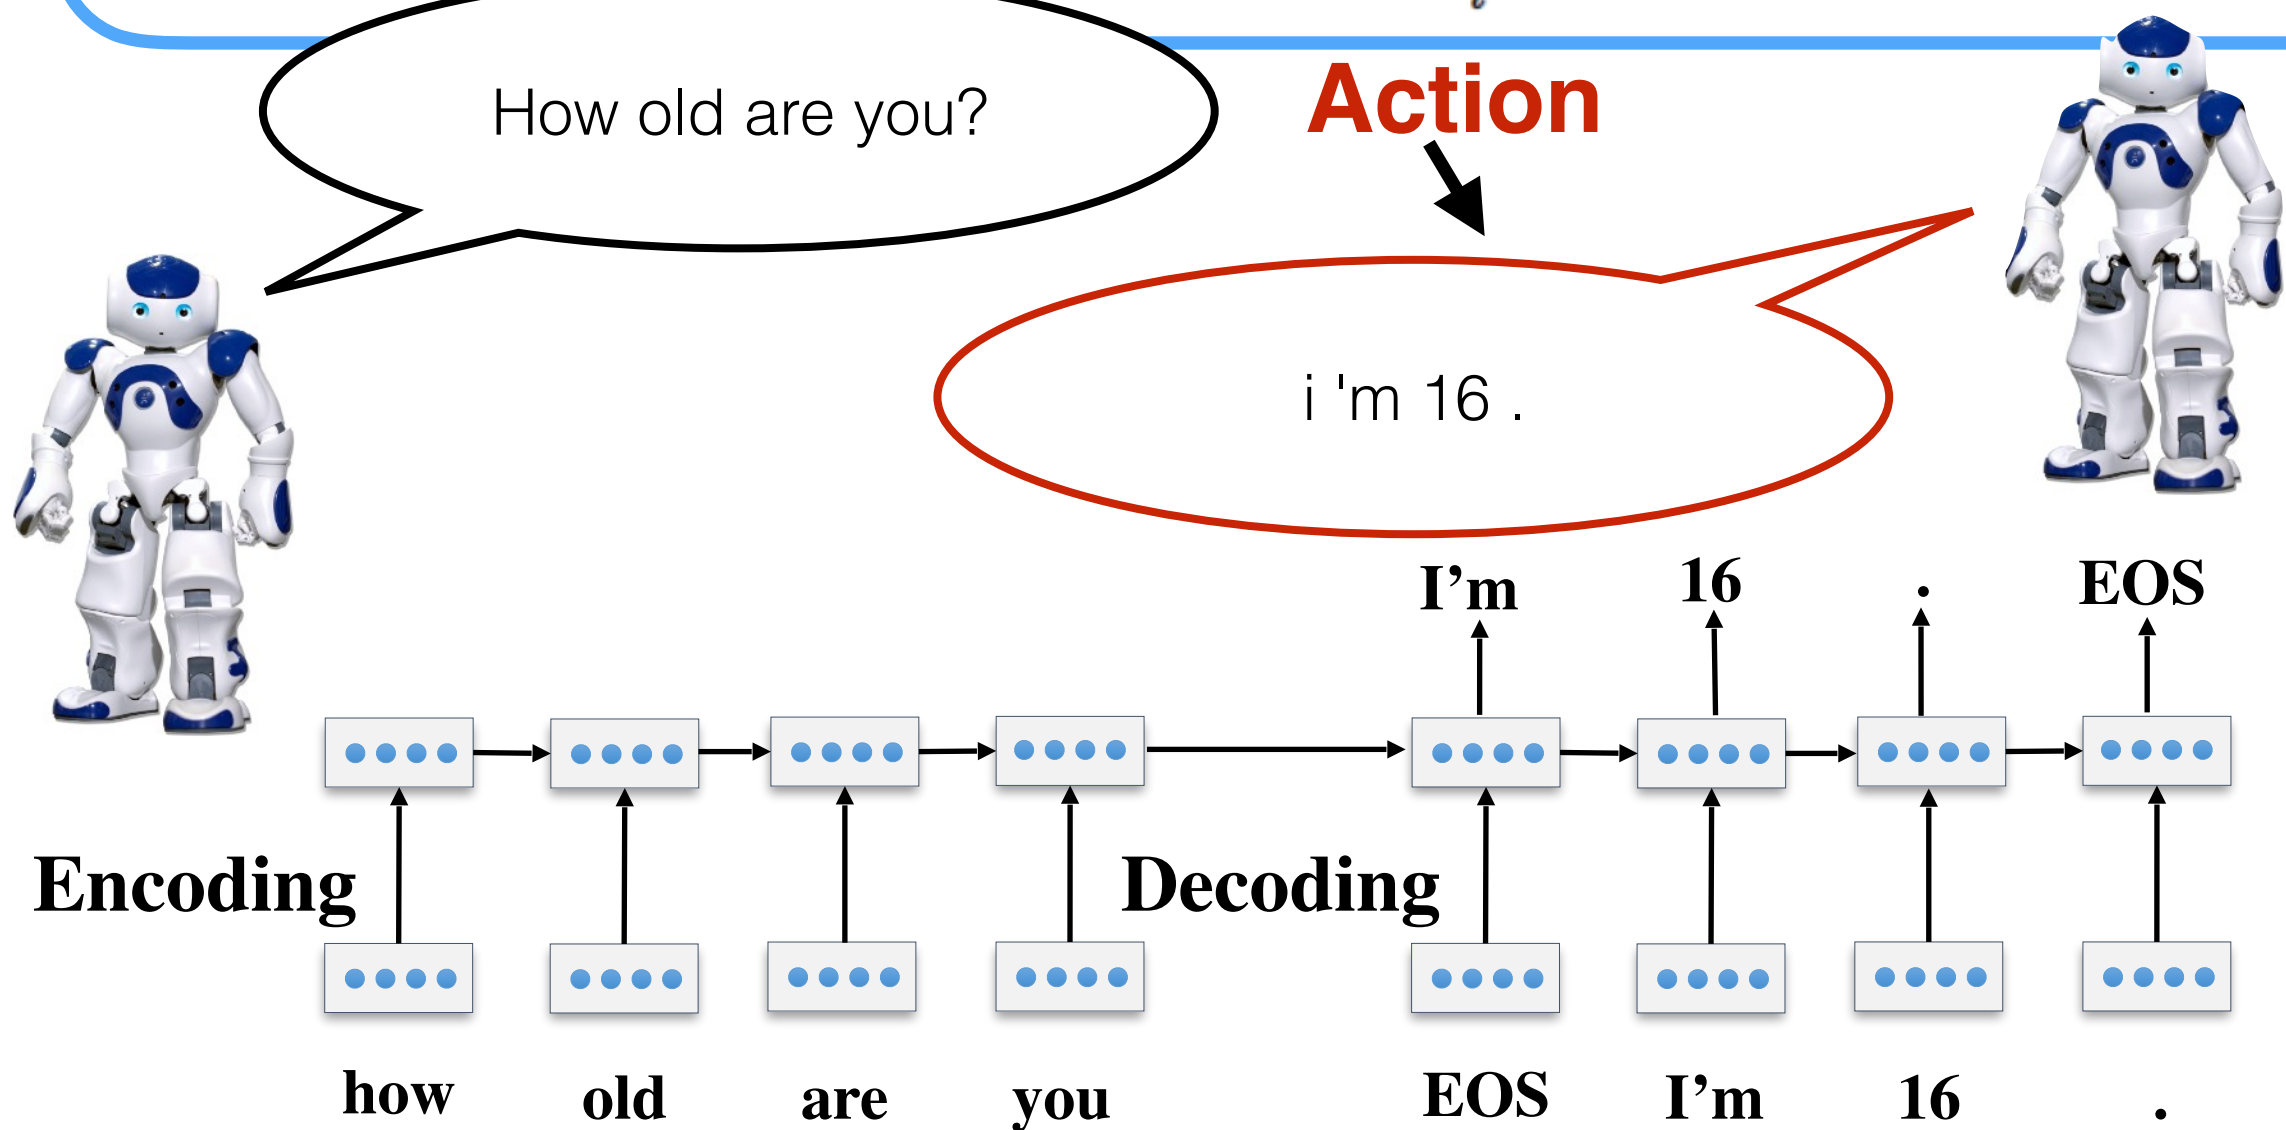 How old are you?
Action
i 'm 16 .
I’m 16 . EOS
Encoding
Decoding
how old are you EOS I’m 16 .